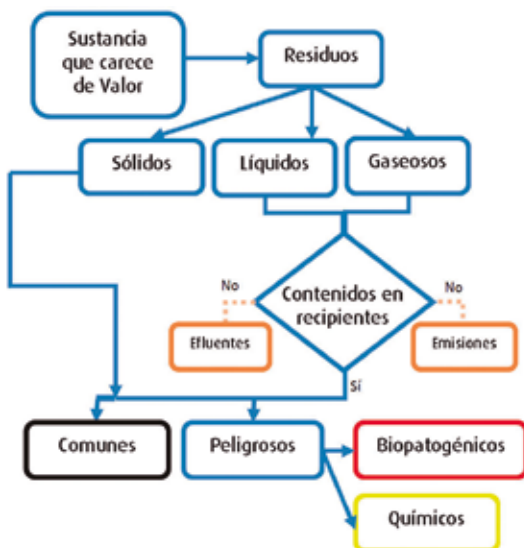 Sustancia
que carece
de Valor
Residuos
Sólidos
Líquidos
Gaseosos
No
Contenidos en
recipientes
No
Efluentes
Emisiones
Sí
Comunes
Peligrosos
Biopatogénicos
Químicos